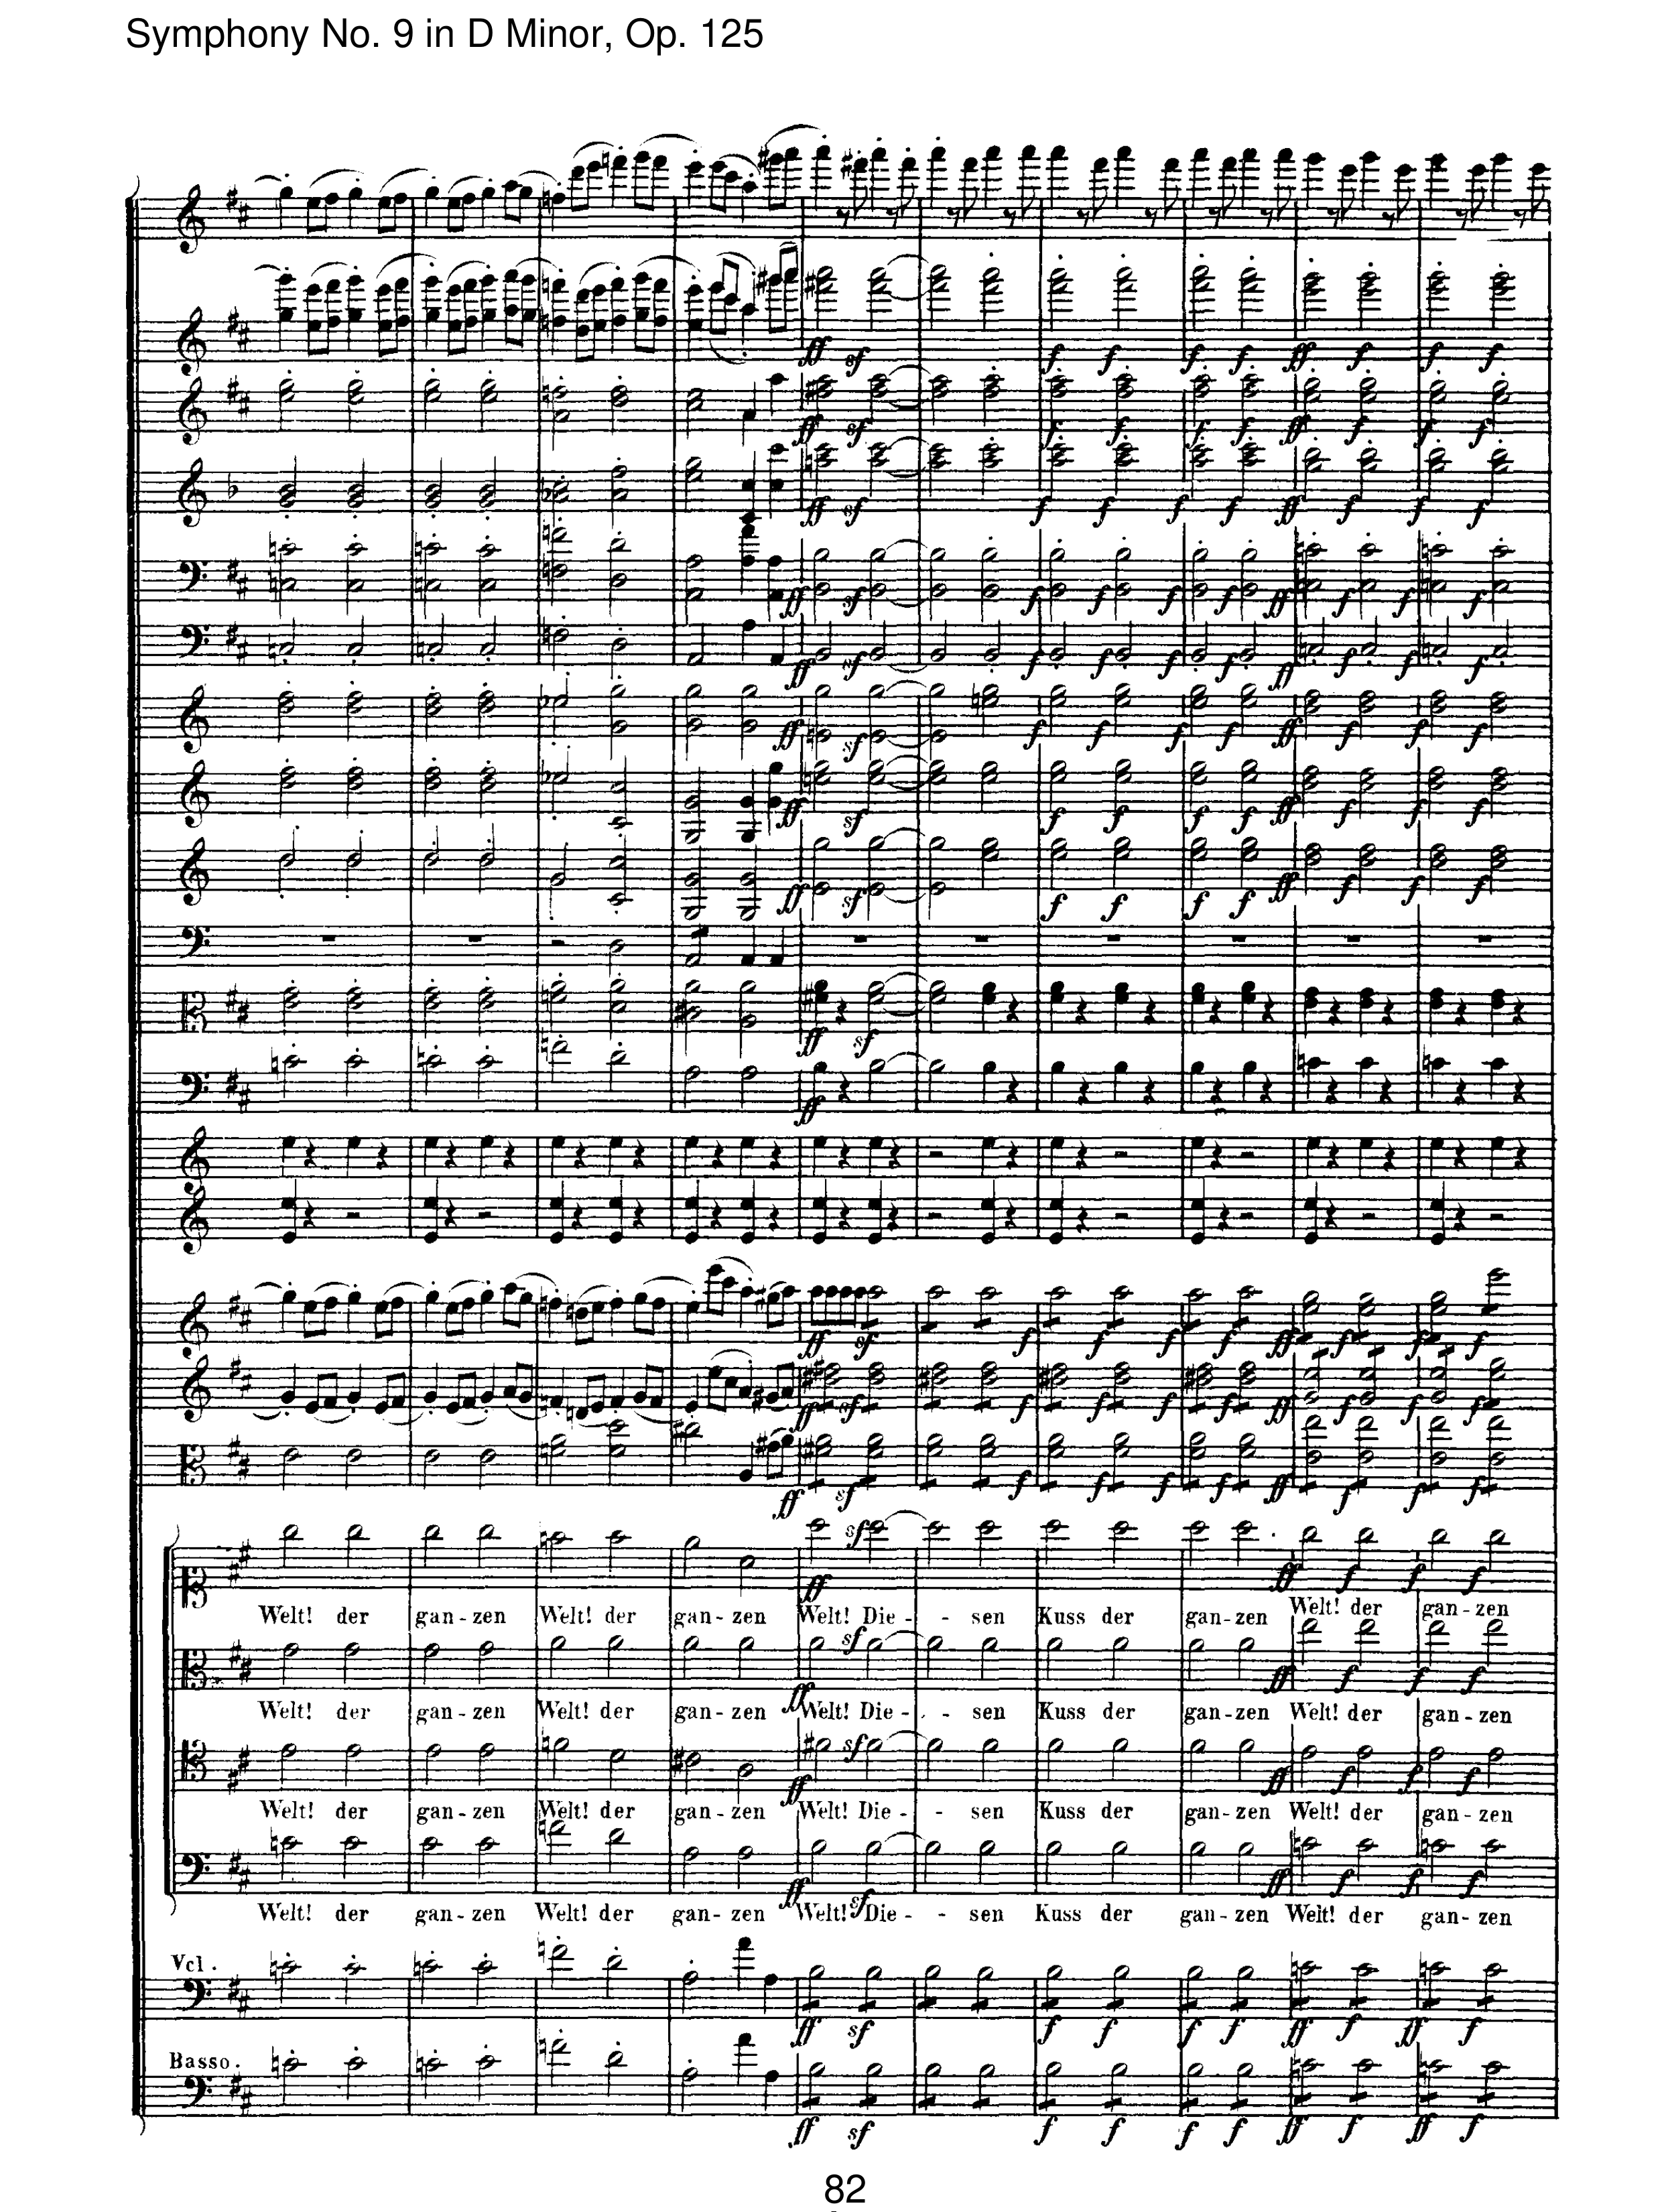 Symphony No. 9 in D Minor, Op. 125
ff sf f f f f ff f f f
ff sf f f f f ff f f f
ff sf f f f f ff f f f
ff sf f f f f ff f f f
ff sf f f f f ff f f f
ff sf f f f f ff f f f
ff sf f f f f ff f f f
ff sf f f f f ff f f f
ff sf
ff
ff sf f f f f ff f f f
ff sf f f f f ff f f f
ff sf f f f f ff f f f
ff sf ff f f f
Welt! der gan - zen Welt! der gan - zen Welt! Die - - sen Kuss der gan - zen Welt! der gan - zen
ff sf ff f f f
Welt! der gan - zen Welt! der gan - zen Welt! Die - - sen Kuss der gan - zen Welt! der gan - zen
ff sf ff f f f
Welt! der gan - zen Welt! der gan - zen Welt! Die - - sen Kuss der gan - zen Welt! der gan - zen
ff sf ff f f f
Welt! der gan - zen Welt! der gan - zen Welt! Die - - sen Kuss der gan - zen Welt! der gan - zen
Vcl.
ff sf f f f f ff f ff f
Basso.
ff sf f f f f ff f ff f
82